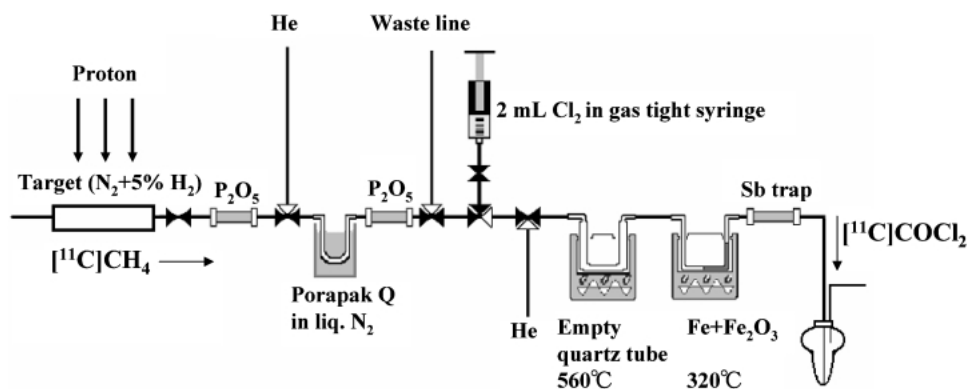 He
Waste line
Proton
2 mL Cl₂ in gas tight syringe
Target (N₂+5% H₂)
P₂O₅
P₂O₅
Sb trap
[¹¹C]CH₄
[¹¹C]COCl₂
Porapak Q
in liq. N₂
He
Empty
quartz tube
560℃
Fe+Fe₂O₃
320℃